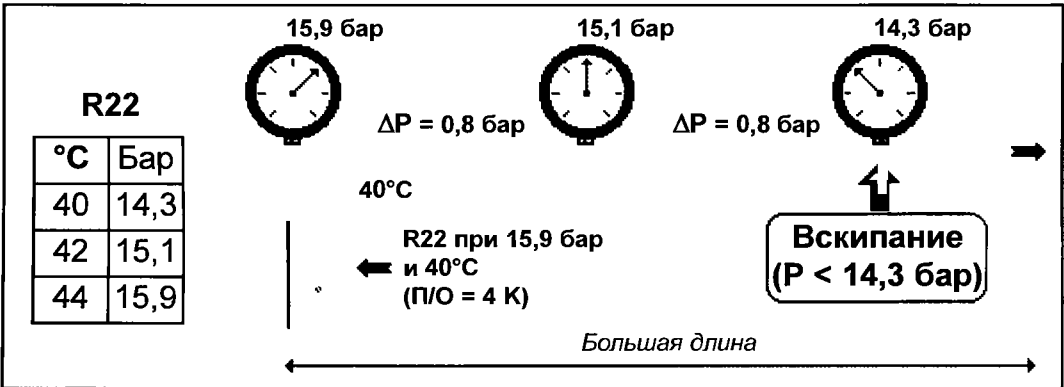 15,9 бар 15,1 бар 14,3 бар
R22
ΔP = 0,8 бар ΔP = 0,8 бар
°C Бар
40 14,3
42 15,1
44 15,9
40°C
R22 при 15,9 бар
и 40°C
(П/О = 4 К)
Вскипание
(P < 14,3 бар)
Большая длина